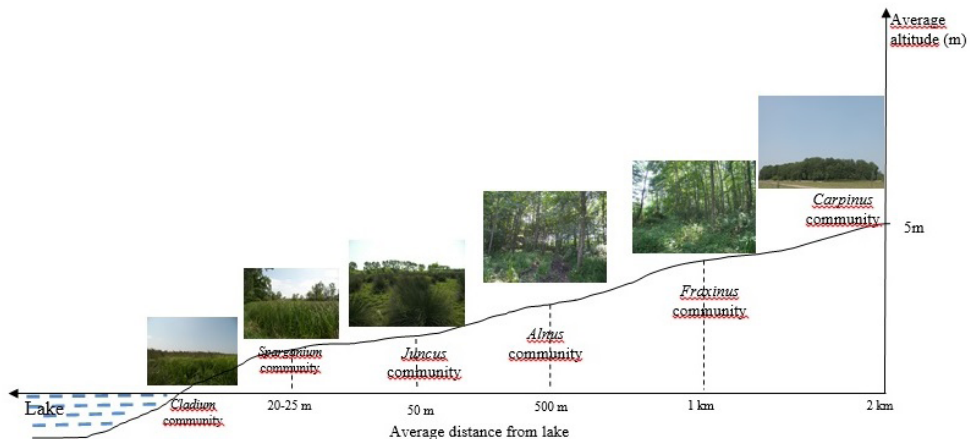 Average
altitude (m)
Carpinus
community
5m
Fraxinus
community
Alnus
community
Sparganium
community
Juncus
community
Lake
Cladium
community
20-25 m
50 m
500 m
1 km
2 km
Average distance from lake